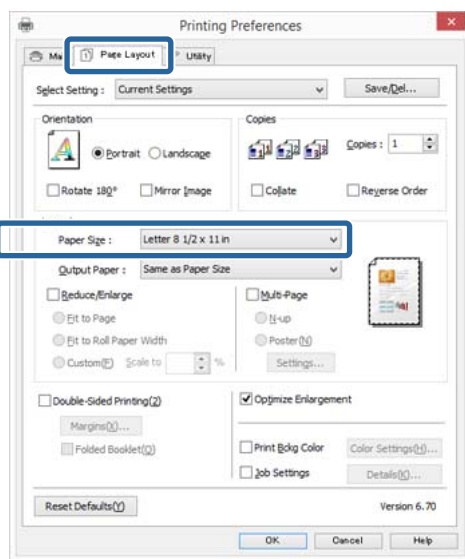 Printing Preferences
Page Layout Utility
Select Setting : Current Settings Save/Del...
Orientation Copies
Portrait Landscape Copies : 1
Rotate 180° Mirror Image Collate Reverse Order
Paper Size : Letter 8 1/2 x 11 in
Output Paper : Same as Paper Size
Reduce/Enlarge Multi-Page
Fit to Page N-up
Fit to Roll Paper Width Poster(N)
Custom(F) Scale to % Settings...
Double-Sided Printing(2) Optimize Enlargement
Margins(X)...
Folded Booklet(O) Print Bckg Color Color Settings(H)...
Job Settings Details(K)...
Reset Defaults(Y) Version 6.70
OK Cancel Help